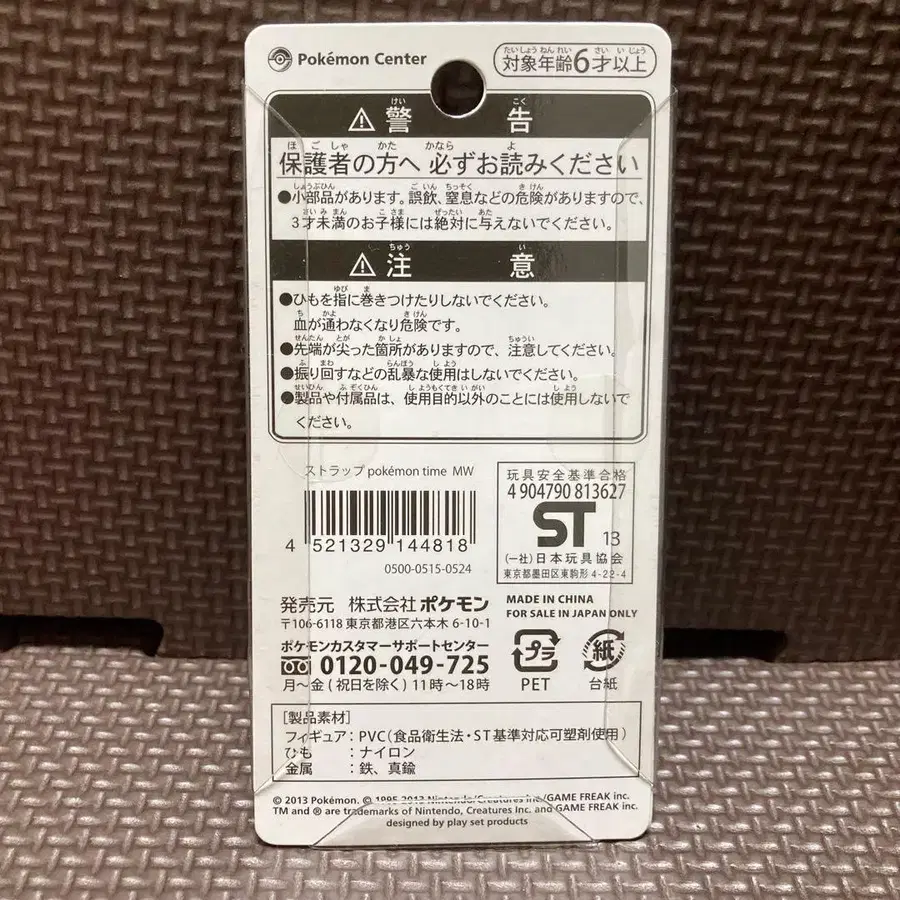 Pokémon Center
対象年齢6才以上
⚠警告
保護者の方へ 必ずお読みください
●小部品があります。誤飲、窒息などの危険がありますので、
3才未満のお子様には絶対に与えないでください。
⚠注意
●ひもを指に巻きつけたりしないでください。
血が通わなくなり危険です。
●先端が尖った箇所がありますので、注意してください。
●振り回すなどの乱暴な使用はしないでください。
●製品や付属品は、使用目的以外のことには使用しないで
ください。
ストラップ pokémon time MW
4 521329 144818
0500-0515-0524
玩具安全基準合格
4 904790 813627
ST 13
(一社)日本玩具協会
東京都墨田区東駒形 4-22-4
発売元 株式会社ポケモン
〒106-6118 東京都港区六本木 6-10-1
ポケモンカスタマーサポートセンター
0120-049-725
月〜金 (祝日を除く) 11時〜18時
MADE IN CHINA
FOR SALE IN JAPAN ONLY
プラ
PET
紙
台紙
[製品素材]
フィギュア:PVC(食品衛生法・ST基準対応可塑剤使用)
ひも:ナイロン
金属:鉄、真鍮
© 2013 Pokémon. © 1995-2013 Nintendo/Creatures Inc./GAME FREAK inc.
TM and ® are trademarks of Nintendo, Creatures Inc. and GAME FREAK inc.
designed by play set products